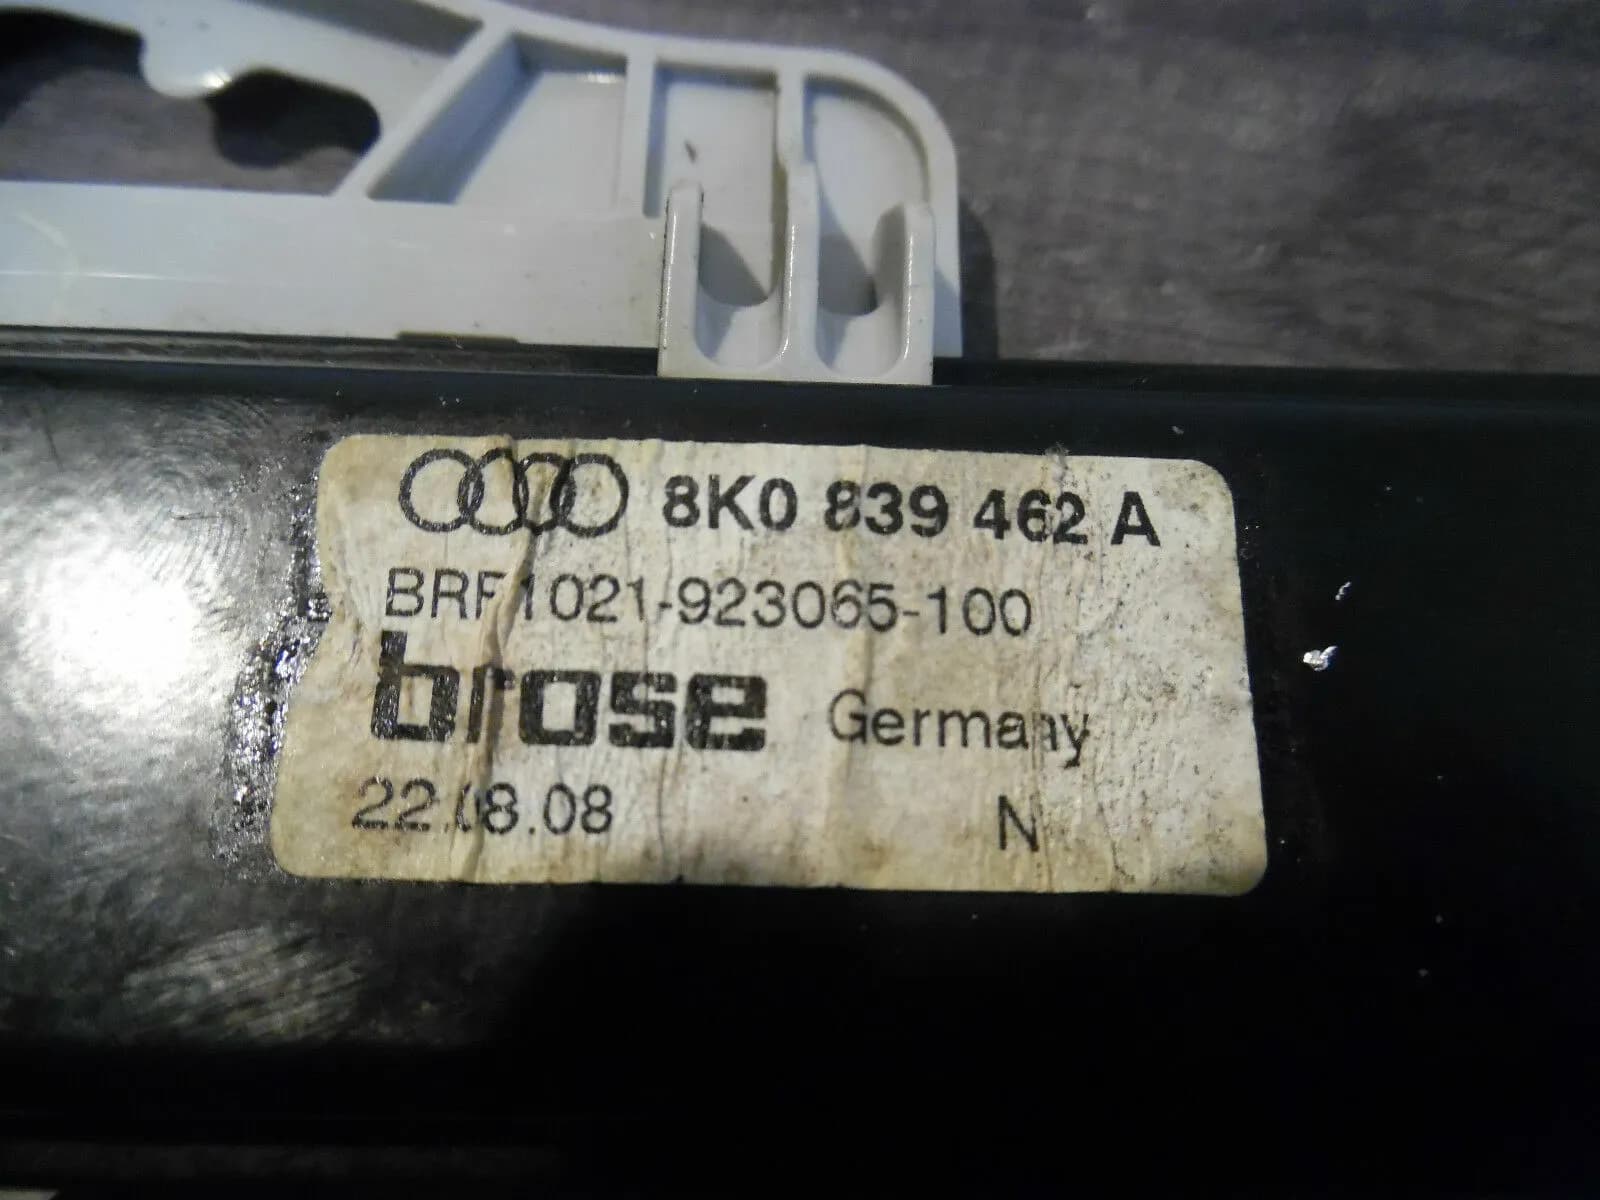 8K0 839 462 A
BRF1021-923065-100
brose Germany
22.08.08 N